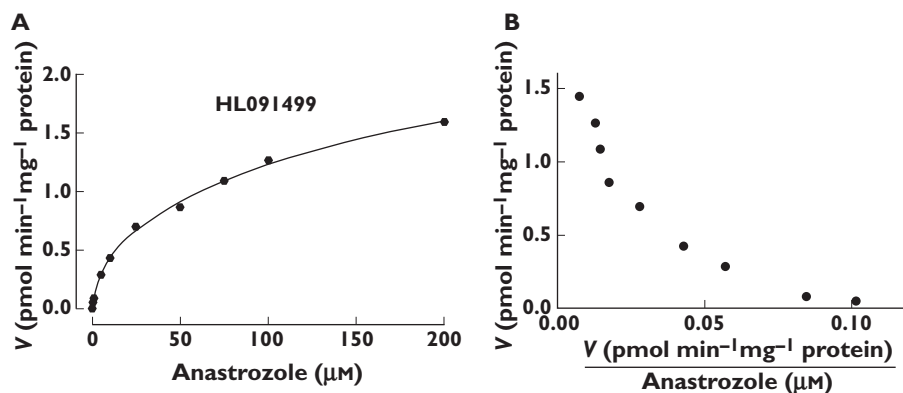 A
V (pmol min–1mg–1 protein)
2.0
1.5
1.0
0.5
0.0
HL091499
0
50
100
150
200
Anastrozole (μM)
B
V (pmol min–1mg–1 protein)
1.5
1.0
0.5
0.0
0.00
0.05
0.10
V (pmol min–1mg–1 protein)
Anastrozole (μM)